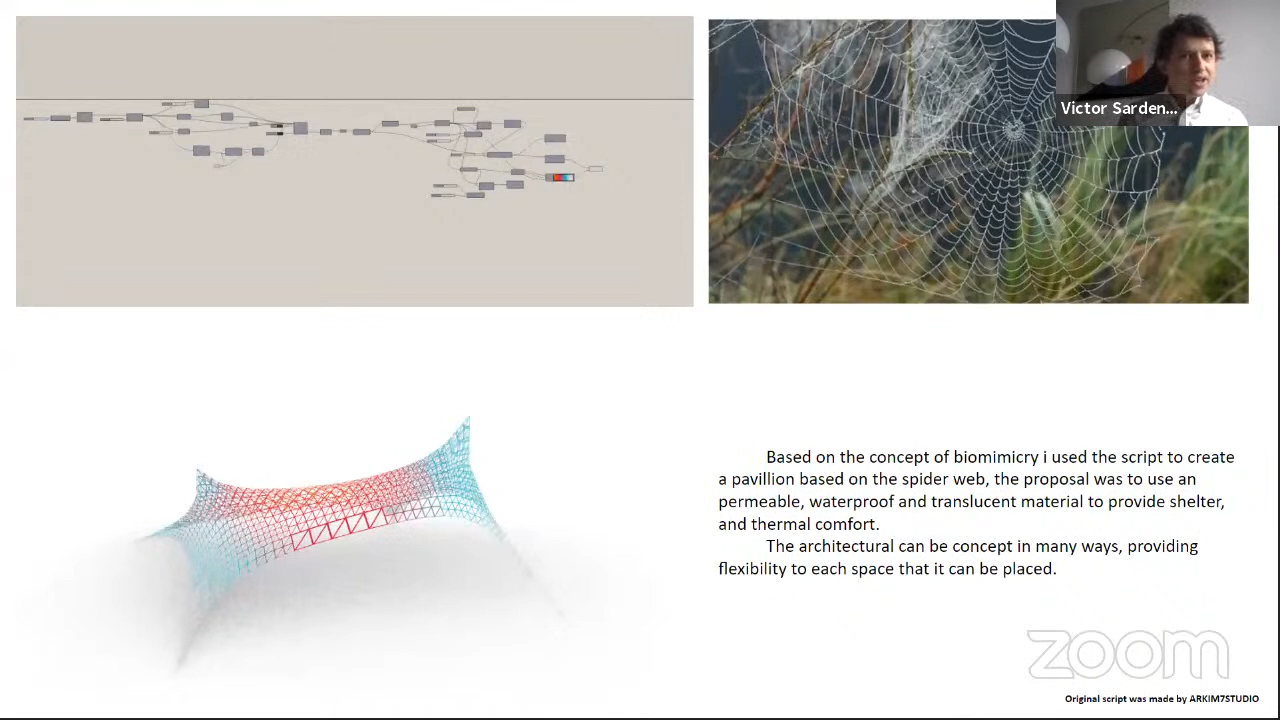 Victor Sarden...
Based on the concept of biomimicry i used the script to create
a pavillion based on the spider web, the proposal was to use an
permeable, waterproof and translucent material to provide shelter,
and thermal comfort.
The architectural can be concept in many ways, providing
flexibility to each space that it can be placed.
zoom
Original script was made by ARKIM7STUDIO